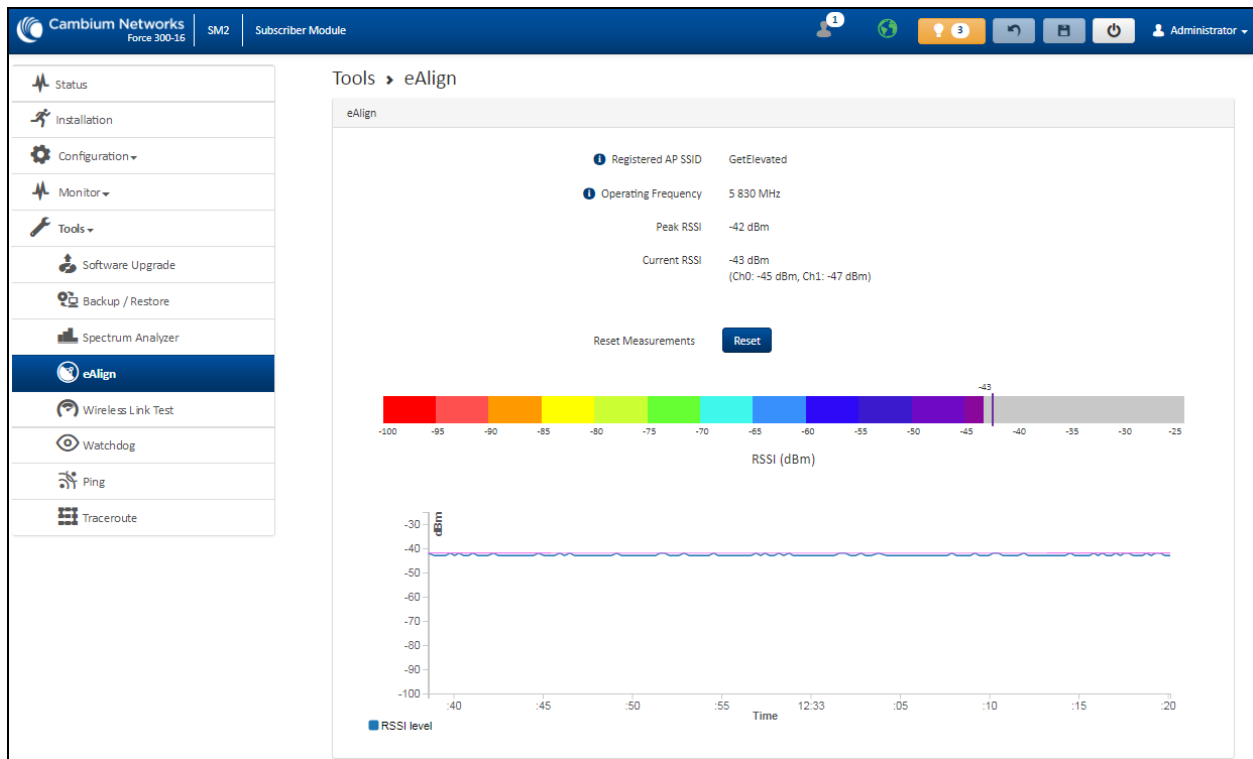 Cambium Networks
Force 300-16
SM2
Subscriber Module
1
3
Administrator
Status
Installation
Configuration
Monitor
Tools
Software Upgrade
Backup / Restore
Spectrum Analyzer
eAlign
Wireless Link Test
Watchdog
Ping
Traceroute
Tools > eAlign
eAlign
Registered AP SSID GetElevated
Operating Frequency 5 830 MHz
Peak RSSI -42 dBm
Current RSSI -43 dBm
(Ch0: -45 dBm, Ch1: -47 dBm)
Reset Measurements Reset
-43
-100 -95 -90 -85 -80 -75 -70 -65 -60 -55 -50 -45 -40 -35 -30 -25
RSSI (dBm)
dBm
-30
-40
-50
-60
-70
-80
-90
-100
:40 :45 :50 :55 12:33 :05 :10 :15 :20
Time
RSSI level